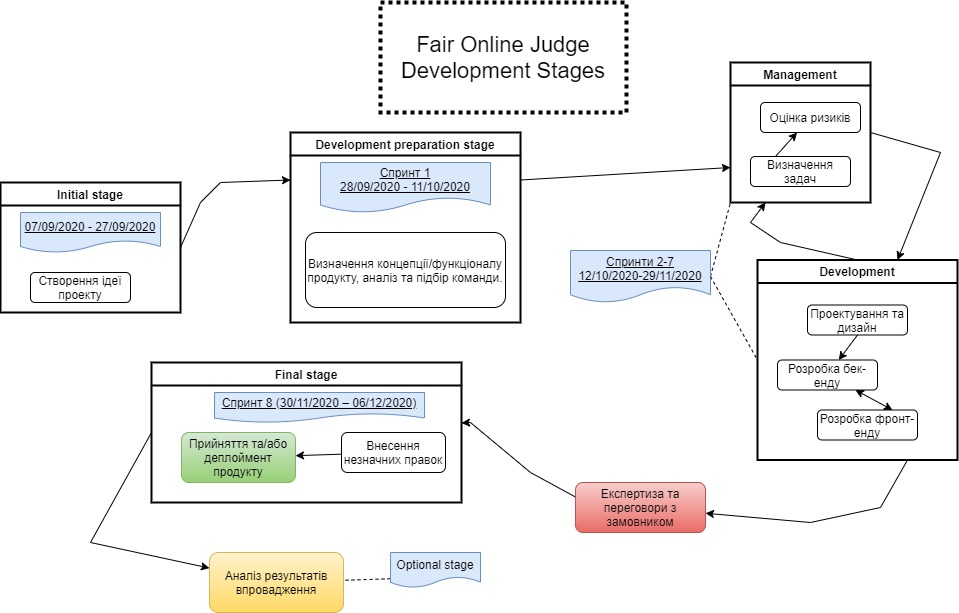 Fair Online Judge
Development Stages
Initial stage
07/09/2020 - 27/09/2020
Створення ідеї
проекту
Development preparation stage
Спринт 1
28/09/2020 - 11/10/2020
Визначення концепції/функціоналу
продукту, аналіз та підбір команди.
Management
Оцінка ризиків
Визначення
задач
Спринти 2-7
12/10/2020-29/11/2020
Development
Проектування та
дизайн
Розробка бек-
енду
Розробка фронт-
енду
Експертиза та
переговори з
замовником
Final stage
Спринт 8 (30/11/2020 – 06/12/2020)
Внесення
незначних правок
Прийняття та/або
деплоймент
продукту
Аналіз результатів
впровадження
Optional stage